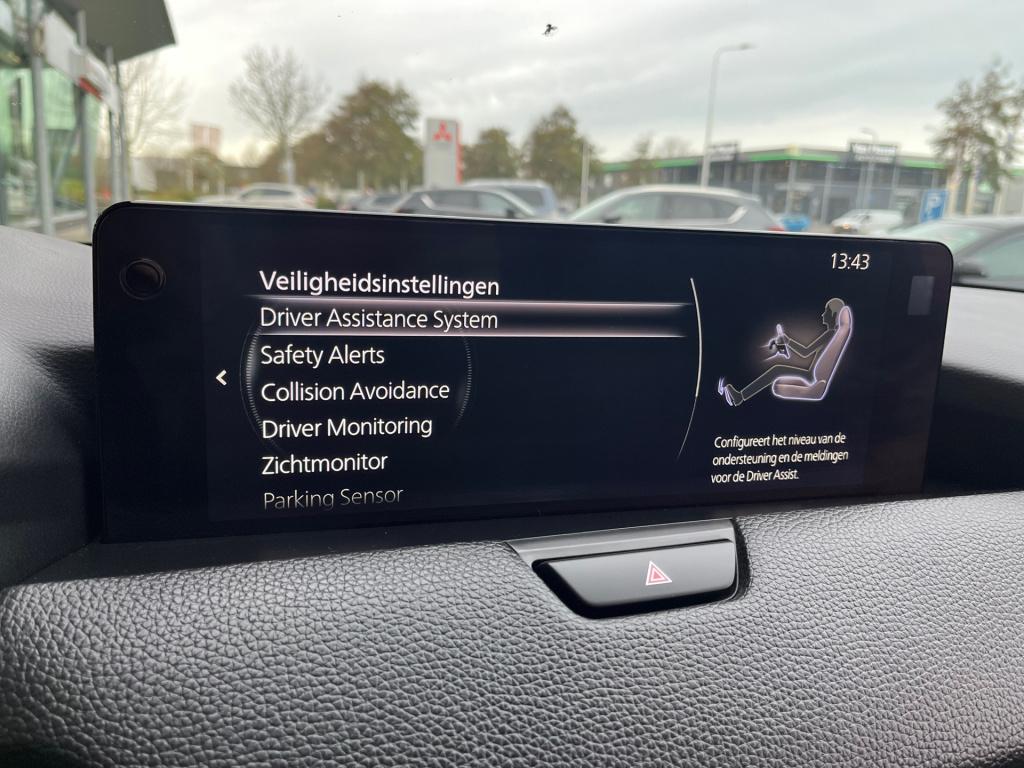 13:43
Veiligheidsinstellingen
Driver Assistance System
Safety Alerts
Collision Avoidance
Driver Monitoring
Zichtmonitor
Parking Sensor
Configureert het niveau van de
ondersteuning en de meldingen
voor de Driver Assist.
P